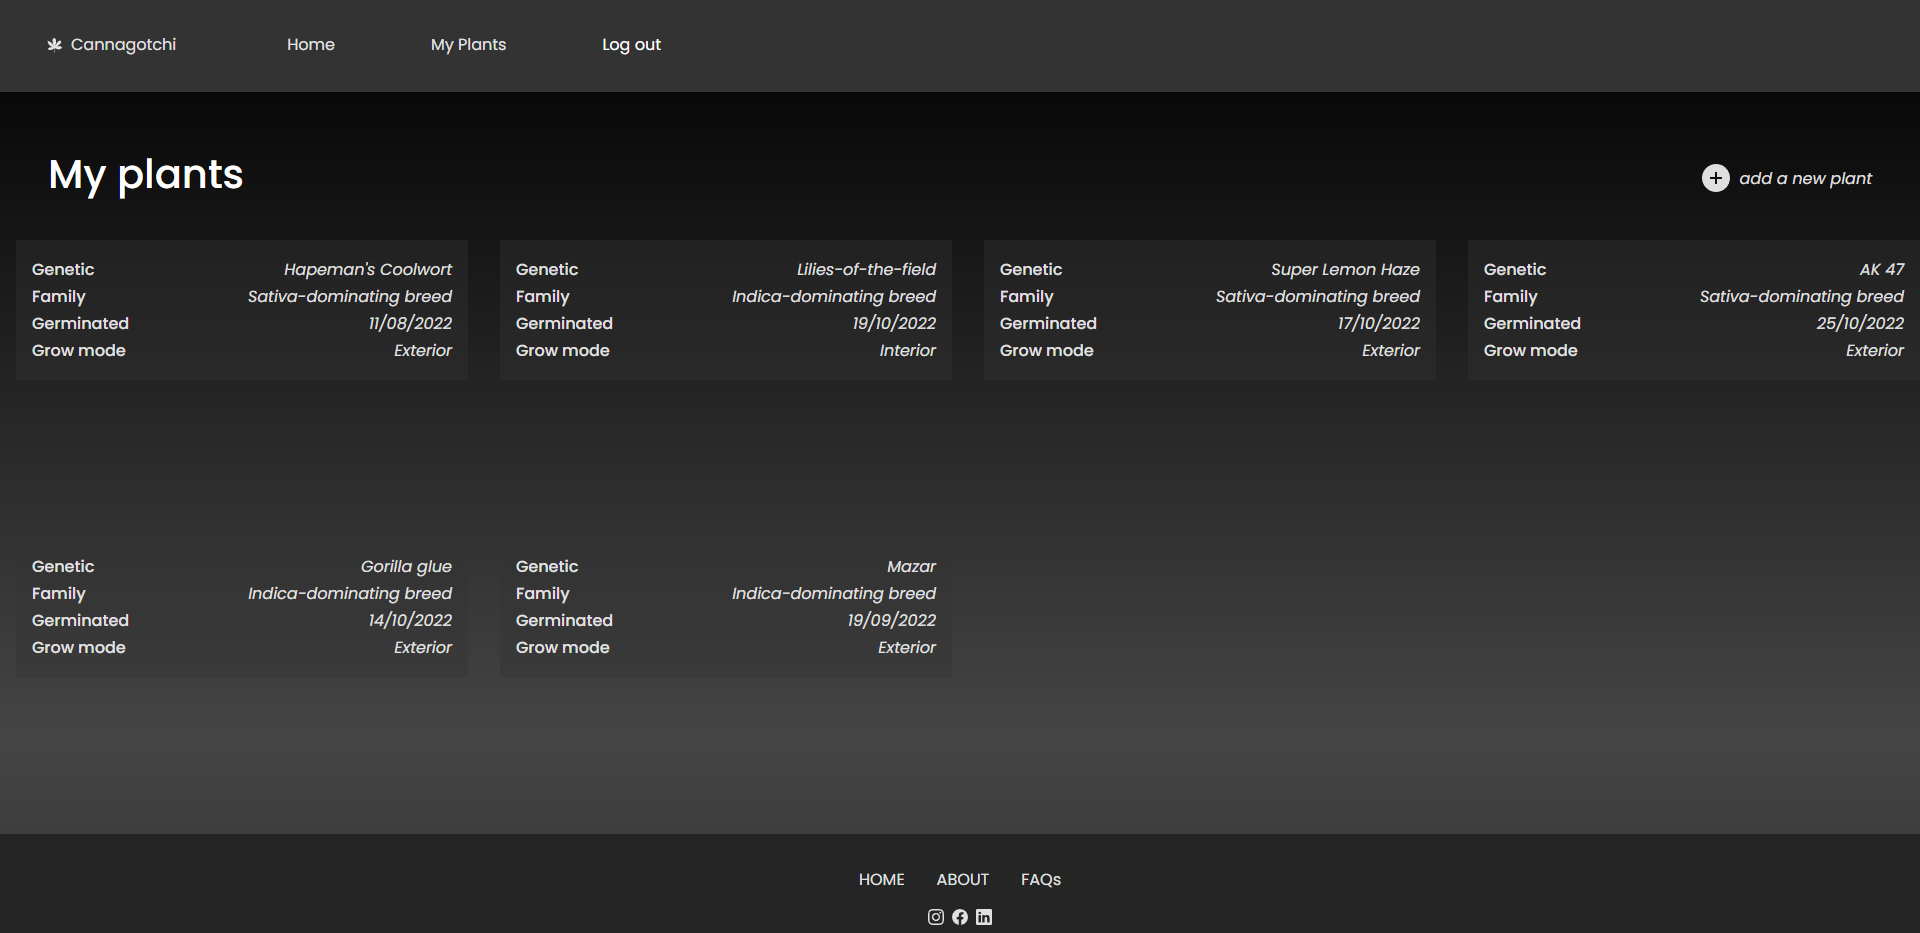 Cannagotchi Home My Plants Log out
My plants
add a new plant
Genetic Hapeman's Coolwort
Family Sativa-dominating breed
Germinated 11/08/2022
Grow mode Exterior
Genetic Lilies-of-the-field
Family Indica-dominating breed
Germinated 19/10/2022
Grow mode Interior
Genetic Super Lemon Haze
Family Sativa-dominating breed
Germinated 17/10/2022
Grow mode Exterior
Genetic AK 47
Family Sativa-dominating breed
Germinated 25/10/2022
Grow mode Exterior
Genetic Gorilla glue
Family Indica-dominating breed
Germinated 14/10/2022
Grow mode Exterior
Genetic Mazar
Family Indica-dominating breed
Germinated 19/09/2022
Grow mode Exterior
HOME ABOUT FAQs